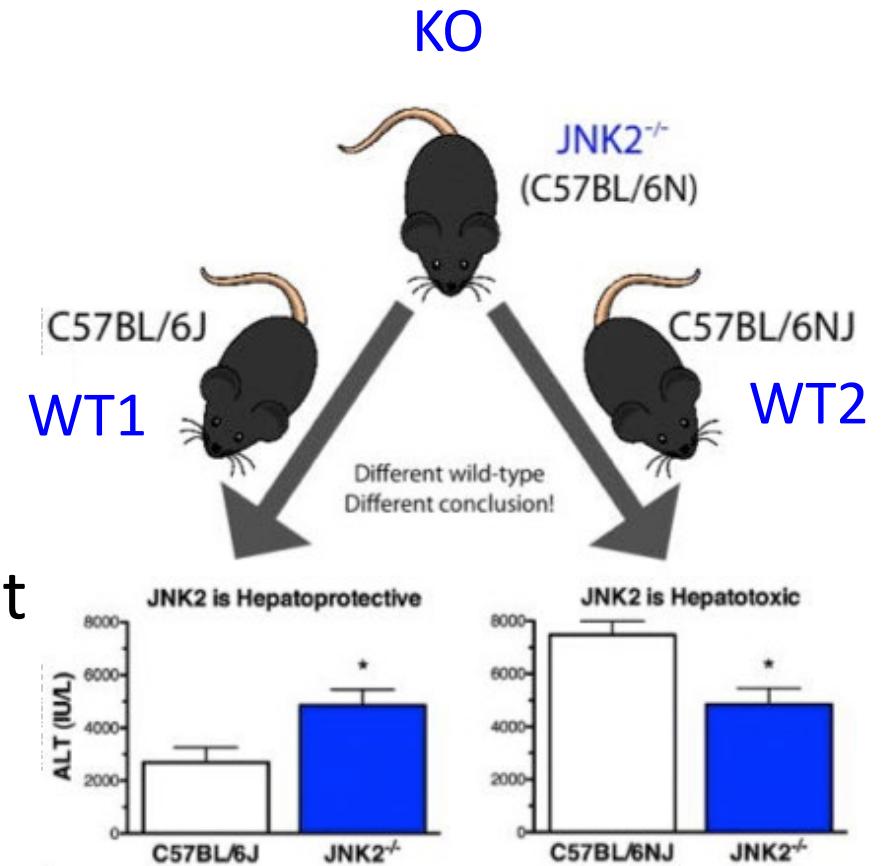 KO
JNK2-/-
(C57BL/6N)
C57BL/6J
C57BL/6NJ
WT1
WT2
Different wild-type
Different conclusion!
t
JNK2 is Hepatoprotective
ALT (IU/L)
8000
6000
4000
2000
0
*
C57BL/6J
JNK2-/-
JNK2 is Hepatotoxic
8000
6000
4000
2000
0
*
C57BL/6NJ
JNK2-/-